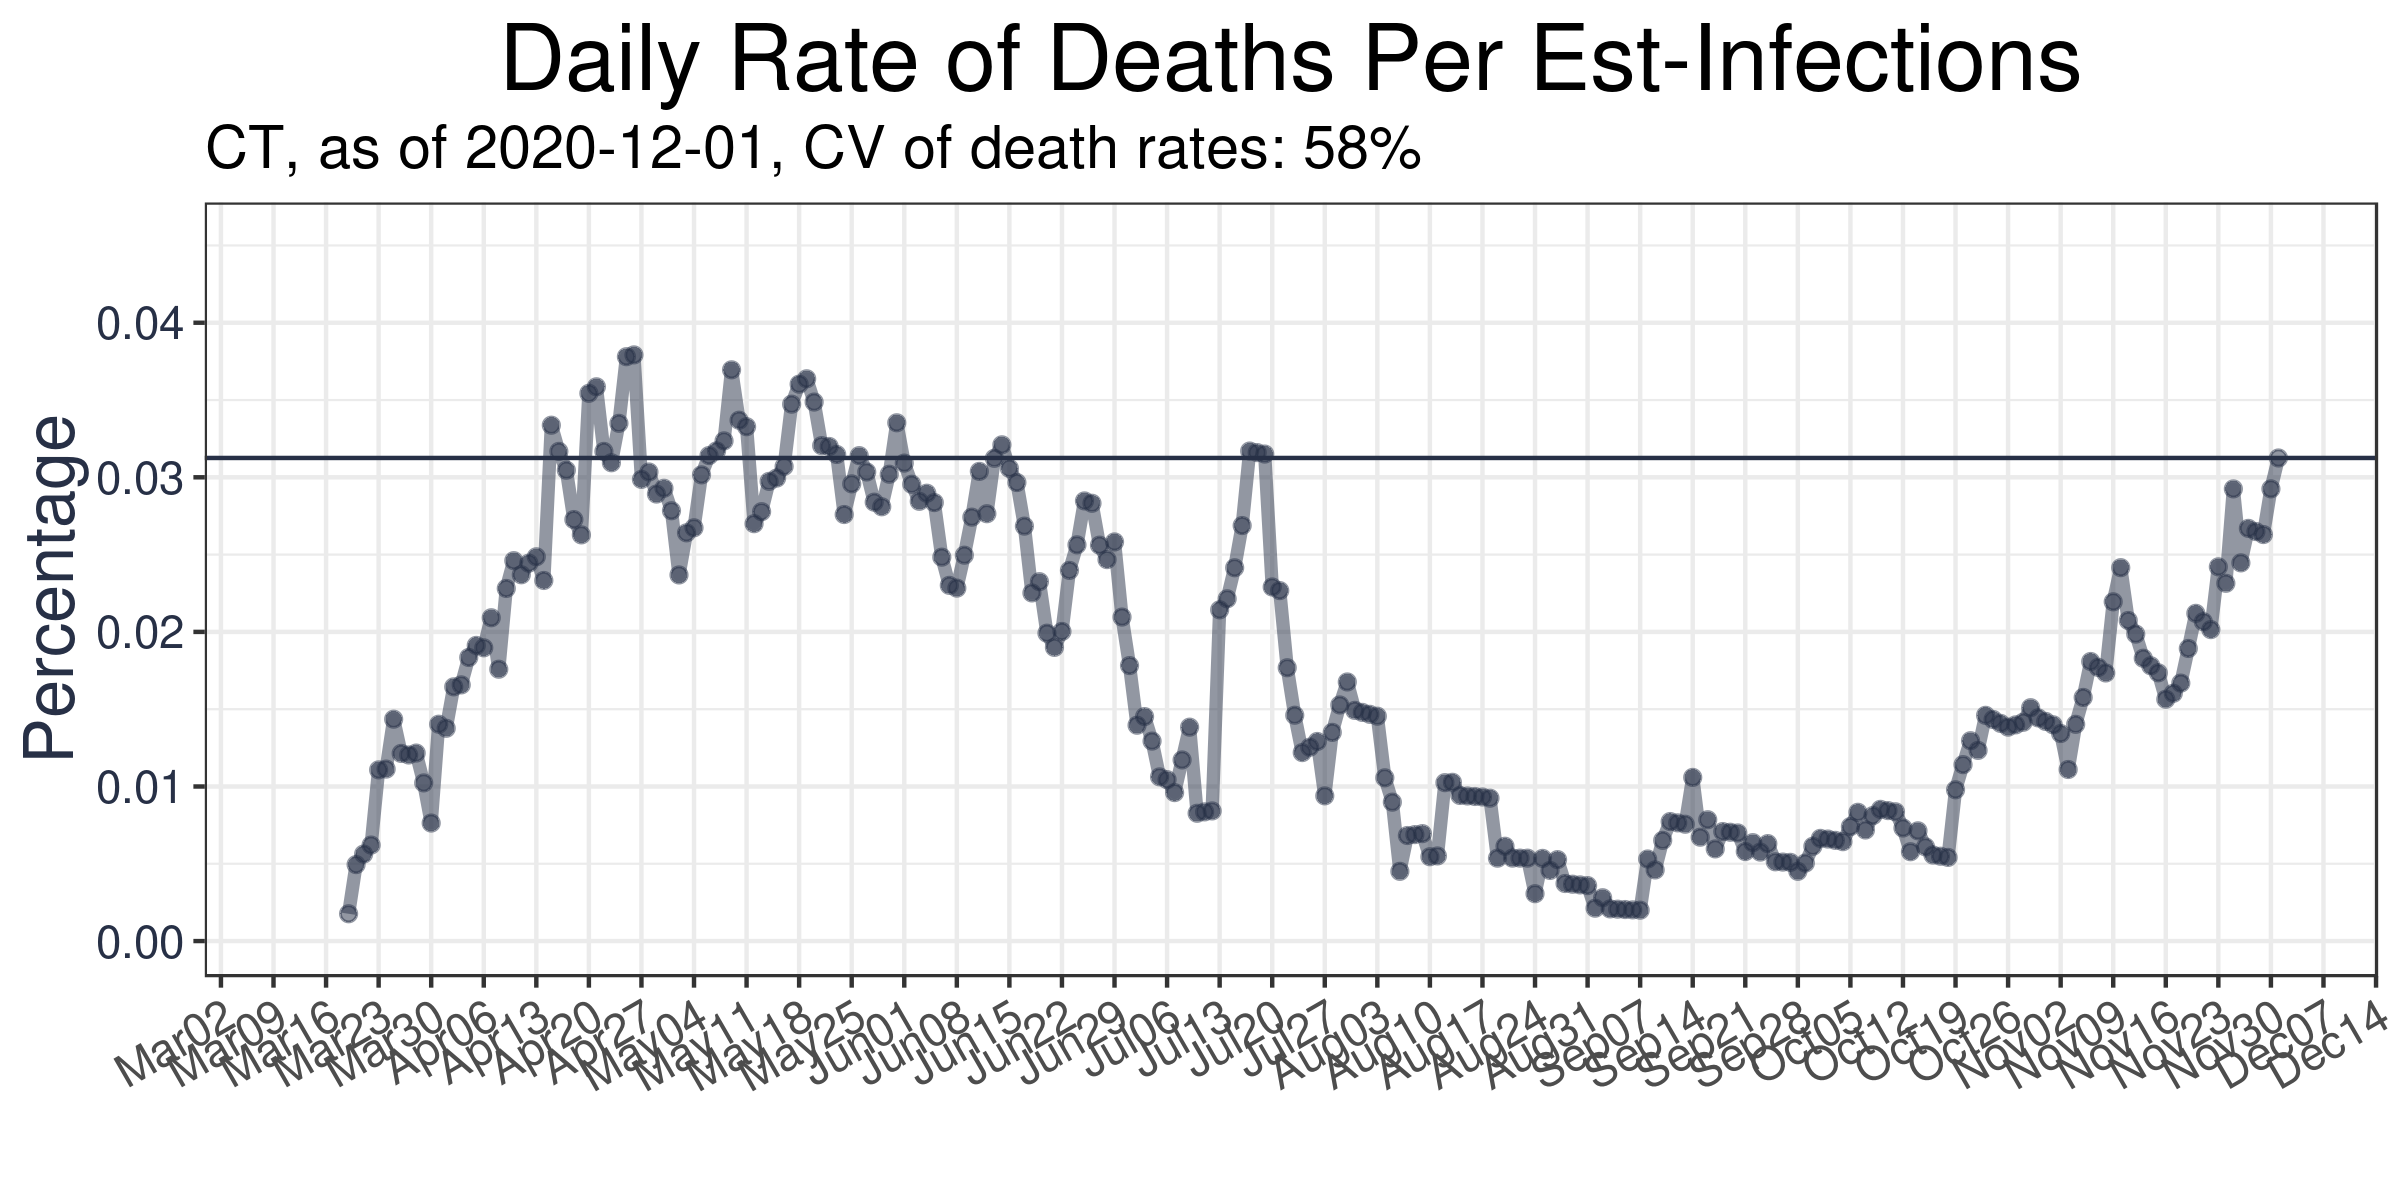 Daily Rate of Deaths Per Est-Infections
CT, as of 2020-12-01, CV of death rates: 58%
Percentage
0.04
0.03
0.02
0.01
0.00
Mar02
Mar09
Mar16
Mar23
Mar30
Apr06
Apr13
Apr20
Apr27
May04
May11
May18
May25
Jun01
Jun08
Jun15
Jun22
Jun29
Jul06
Jul13
Jul20
Jul27
Aug03
Aug10
Aug17
Aug24
Aug31
Sep07
Sep14
Sep21
Sep28
Oct05
Oct12
Oct19
Oct26
Nov02
Nov09
Nov16
Nov23
Nov30
Dec07
Dec14